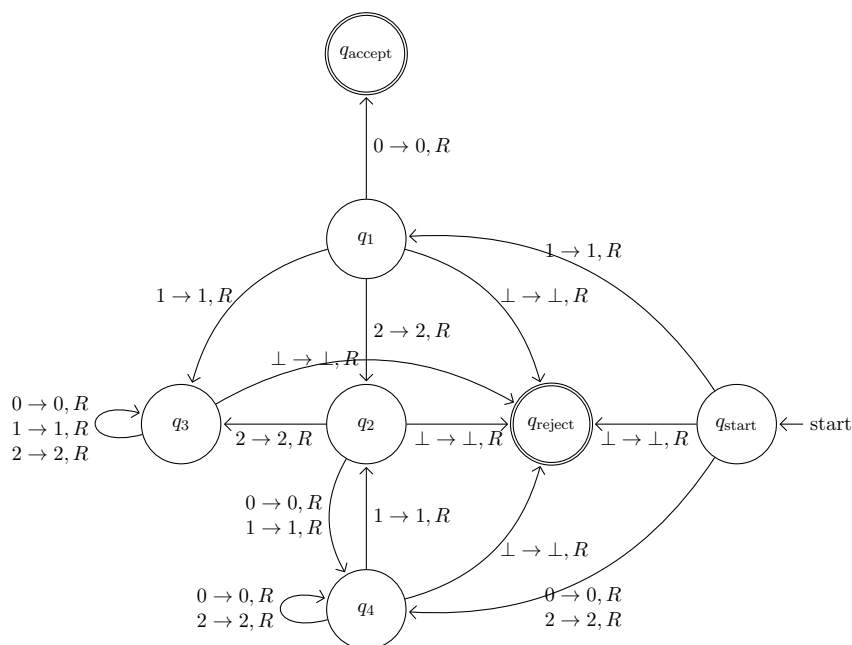 q_accept
0 → 0, R
q_1
1 → 1, R
1 → 1, R
⊥ → ⊥, R
2 → 2, R
⊥ → ⊥, R
0 → 0, R
1 → 1, R
2 → 2, R
q_3
2 → 2, R
q_2
⊥ → ⊥, R
q_reject
⊥ → ⊥, R
q_start
start
0 → 0, R
1 → 1, R
1 → 1, R
⊥ → ⊥, R
0 → 0, R
2 → 2, R
q_4
0 → 0, R
2 → 2, R